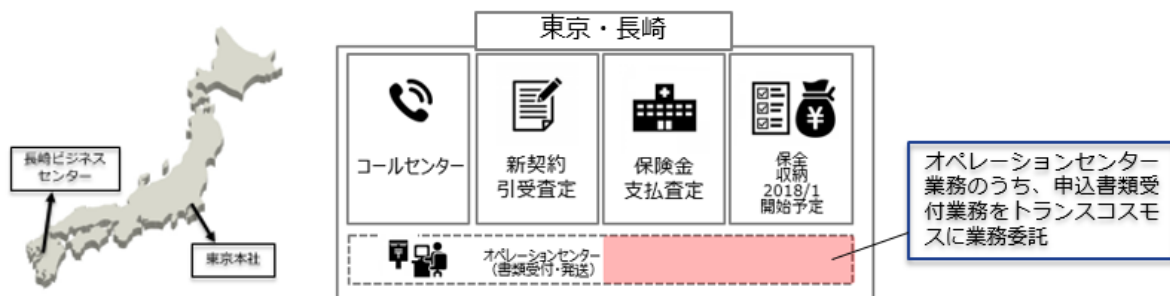 東京・長崎
長崎ビジネス
センター
東京本社
コールセンター
新契約
引受査定
保険金
支払査定
保全
収納
2018/1
開始予定
オペレーションセンター
（書類受付・発送）
オペレーションセンター
業務のうち、申込書類受
付業務をトランスコスモ
スに業務委託